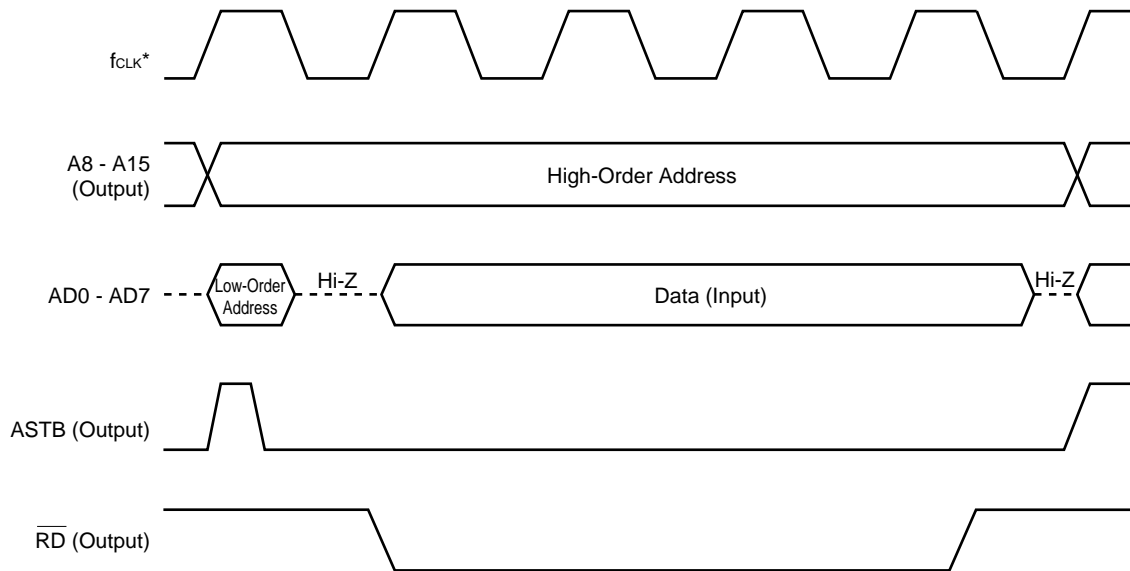 fCLK*
A8 - A15
(Output)
High-Order Address
AD0 - AD7
Low-Order
Address
Hi-Z
Data (Input)
Hi-Z
ASTB (Output)
R̅D̅ (Output)